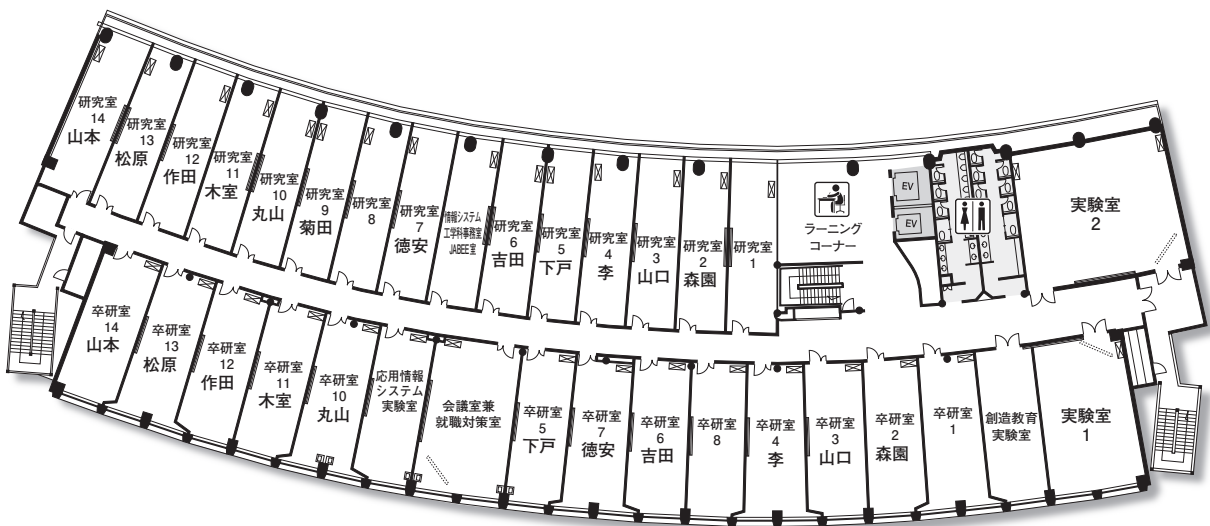 研究室
14
山本
研究室
13
松原
研究室
12
作田
研究室
11
木室
研究室
10
丸山
研究室
9
菊田
研究室
8
研究室
7
徳安
情報システム
工学科事務室
JABEE室
研究室
6
吉田
研究室
5
下戸
研究室
4
李
研究室
3
山口
研究室
2
森園
研究室
1
ラーニング
コーナー
EV
EV
実験室
2
卒研室
14
山本
卒研室
13
松原
卒研室
12
作田
卒研室
11
木室
卒研室
10
丸山
応用情報
システム
実験室
会議室兼
就職対策室
卒研室
5
下戸
卒研室
7
徳安
卒研室
6
吉田
卒研室
8
卒研室
4
李
卒研室
3
山口
卒研室
2
森園
卒研室
1
創造教育
実験室
実験室
1